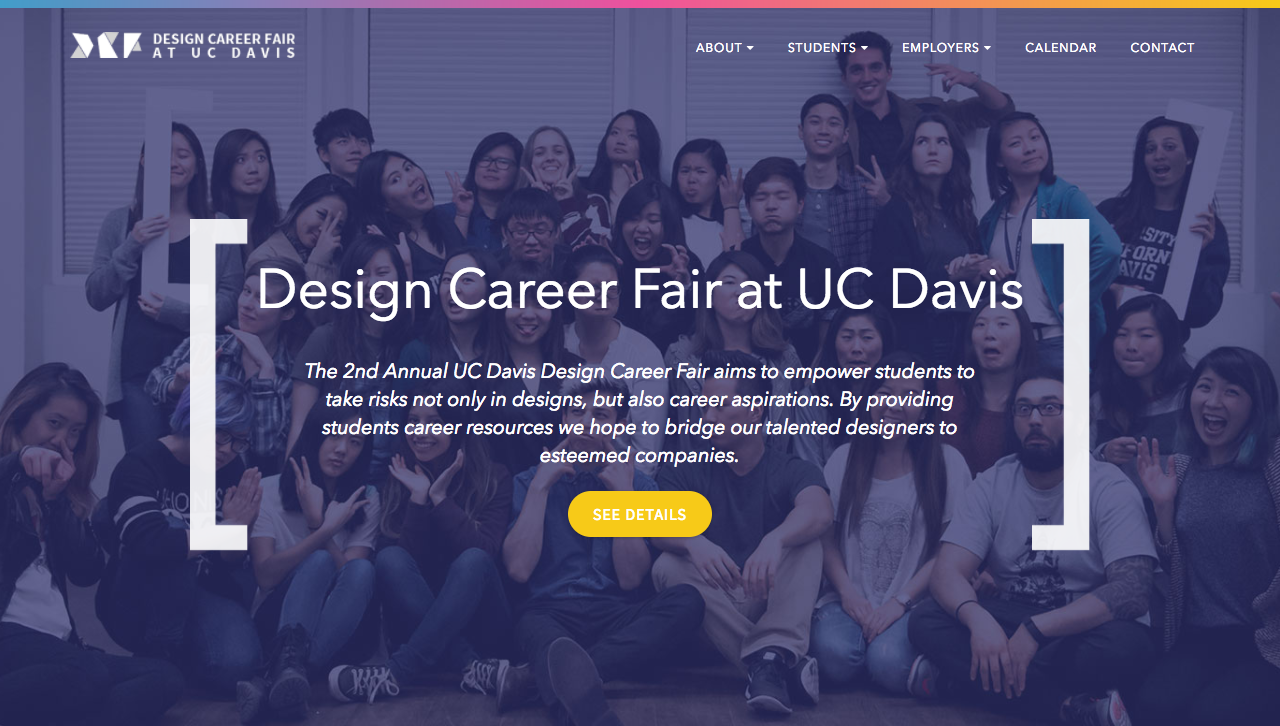 DESIGN CAREER FAIR
AT UC DAVIS
ABOUT
STUDENTS
EMPLOYERS
CALENDAR
CONTACT
Design Career Fair at UC Davis
The 2nd Annual UC Davis Design Career Fair aims to empower students to
take risks not only in designs, but also career aspirations. By providing
students career resources we hope to bridge our talented designers to
esteemed companies.
SEE DETAILS